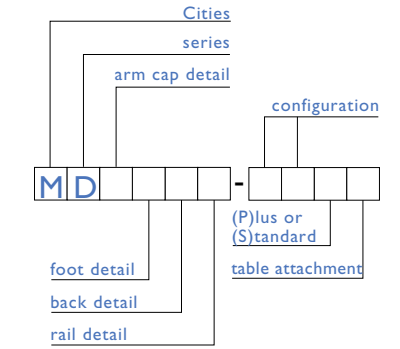 Cities
series
arm cap detail
configuration
M D -
(P)lus or
(S)tandard
foot detail
table attachment
back detail
rail detail